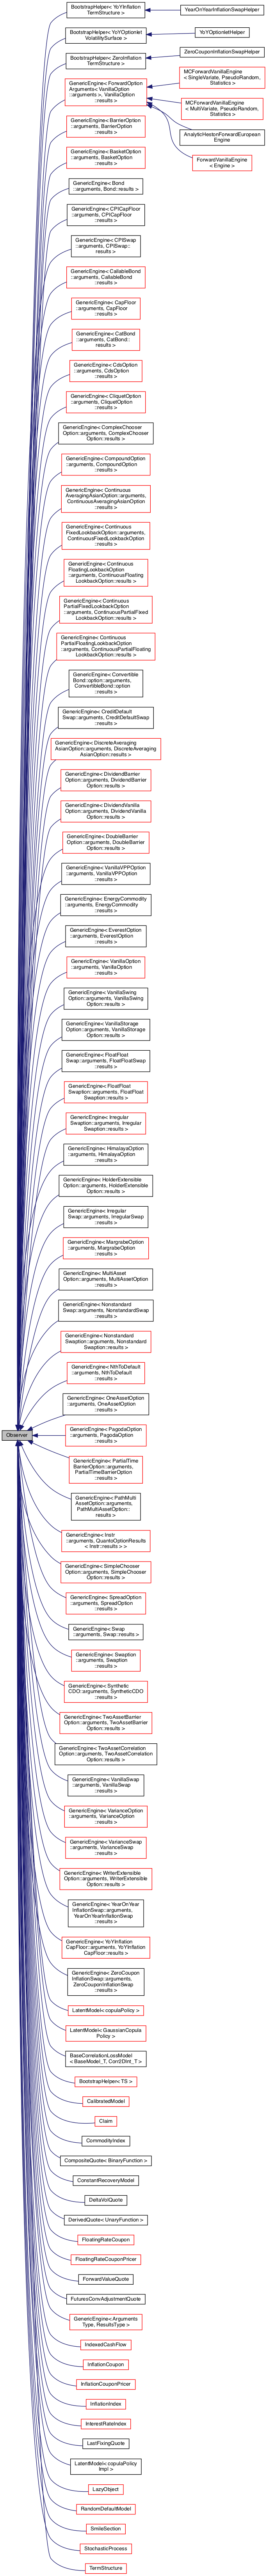 BootstrapHelper< YoYInflation
TermStructure >
YearOnYearInflationSwapHelper
BootstrapHelper< YoYOptionlet
VolatilitySurface >
YoYOptionletHelper
BootstrapHelper< ZeroInflation
TermStructure >
ZeroCouponInflationSwapHelper
GenericEngine< ForwardOption
Arguments< VanillaOption
::arguments >, VanillaOption
::results >
MCForwardVanillaEngine
< SingleVariate, PseudoRandom,
Statistics >
MCForwardVanillaEngine
< MultiVariate, PseudoRandom,
Statistics >
AnalyticHestonForwardEuropean
Engine
ForwardVanillaEngine
< Engine >
GenericEngine< BarrierOption
::arguments, BarrierOption
::results >
GenericEngine< BasketOption
::arguments, BasketOption
::results >
GenericEngine< Bond
::arguments, Bond::results >
GenericEngine< CPICapFloor
::arguments, CPICapFloor
::results >
GenericEngine< CPISwap
::arguments, CPISwap::
results >
GenericEngine< CallableBond
::arguments, CallableBond
::results >
GenericEngine< CapFloor
::arguments, CapFloor
::results >
GenericEngine< CatBond
::arguments, CatBond::
results >
GenericEngine< CdsOption
::arguments, CdsOption
::results >
GenericEngine< CliquetOption
::arguments, CliquetOption
::results >
GenericEngine< ComplexChooser
Option::arguments, ComplexChooser
Option::results >
GenericEngine< CompoundOption
::arguments, CompoundOption
::results >
GenericEngine< Continuous
AveragingAsianOption::arguments,
ContinuousAveragingAsianOption
::results >
GenericEngine< Continuous
FixedLookbackOption::arguments,
ContinuousFixedLookbackOption
::results >
GenericEngine< Continuous
FloatingLookbackOption
::arguments, ContinuousFloating
LookbackOption::results >
GenericEngine< Continuous
PartialFixedLookbackOption
::arguments, ContinuousPartialFixed
LookbackOption::results >
GenericEngine< Continuous
PartialFloatingLookbackOption
::arguments, ContinuousPartialFloating
LookbackOption::results >
GenericEngine< Convertible
Bond::option::arguments,
ConvertibleBond::option
::results >
GenericEngine< CreditDefault
Swap::arguments, CreditDefaultSwap
::results >
GenericEngine< DiscreteAveraging
AsianOption::arguments, DiscreteAveraging
AsianOption::results >
GenericEngine< DividendBarrier
Option::arguments, DividendBarrier
Option::results >
GenericEngine< DividendVanilla
Option::arguments, DividendVanilla
Option::results >
GenericEngine< DoubleBarrier
Option::arguments, DoubleBarrier
Option::results >
GenericEngine< VanillaVPPOption
::arguments, VanillaVPPOption
::results >
GenericEngine< EnergyCommodity
::arguments, EnergyCommodity
::results >
GenericEngine< EverestOption
::arguments, EverestOption
::results >
GenericEngine< VanillaOption
::arguments, VanillaOption
::results >
GenericEngine< VanillaSwing
Option::arguments, VanillaSwing
Option::results >
GenericEngine< VanillaStorage
Option::arguments, VanillaStorage
Option::results >
GenericEngine< FloatFloat
Swap::arguments, FloatFloatSwap
::results >
GenericEngine< FloatFloat
Swaption::arguments, FloatFloat
Swaption::results >
GenericEngine< Irregular
Swaption::arguments, Irregular
Swaption::results >
GenericEngine< HimalayaOption
::arguments, HimalayaOption
::results >
GenericEngine< HolderExtensible
Option::arguments, HolderExtensible
Option::results >
GenericEngine< Irregular
Swap::arguments, IrregularSwap
::results >
GenericEngine< MargrabeOption
::arguments, MargrabeOption
::results >
GenericEngine< MultiAsset
Option::arguments, MultiAssetOption
::results >
GenericEngine< Nonstandard
Swap::arguments, NonstandardSwap
::results >
GenericEngine< Nonstandard
Swaption::arguments, Nonstandard
Swaption::results >
GenericEngine< NthToDefault
::arguments, NthToDefault
::results >
GenericEngine< OneAssetOption
::arguments, OneAssetOption
::results >
Observer
GenericEngine< PagodaOption
::arguments, PagodaOption
::results >
GenericEngine< PartialTime
BarrierOption::arguments,
PartialTimeBarrierOption
::results >
GenericEngine< PathMulti
AssetOption::arguments,
PathMultiAssetOption::
results >
GenericEngine< Instr
::arguments, QuantoOptionResults
< Instr::results > >
GenericEngine< SimpleChooser
Option::arguments, SimpleChooser
Option::results >
GenericEngine< SpreadOption
::arguments, SpreadOption
::results >
GenericEngine< Swap
::arguments, Swap::results >
GenericEngine< Swaption
::arguments, Swaption
::results >
GenericEngine< Synthetic
CDO::arguments, SyntheticCDO
::results >
GenericEngine< TwoAssetBarrier
Option::arguments, TwoAssetBarrier
Option::results >
GenericEngine< TwoAssetCorrelation
Option::arguments, TwoAssetCorrelation
Option::results >
GenericEngine< VanillaSwap
::arguments, VanillaSwap
::results >
GenericEngine< VarianceOption
::arguments, VarianceOption
::results >
GenericEngine< VarianceSwap
::arguments, VarianceSwap
::results >
GenericEngine< WriterExtensible
Option::arguments, WriterExtensible
Option::results >
GenericEngine< YearOnYear
InflationSwap::arguments,
YearOnYearInflationSwap
::results >
GenericEngine< YoYInflation
CapFloor::arguments, YoYInflation
CapFloor::results >
GenericEngine< ZeroCoupon
InflationSwap::arguments,
ZeroCouponInflationSwap
::results >
LatentModel< copulaPolicy >
LatentModel< GaussianCopula
Policy >
BaseCorrelationLossModel
< BaseModel_T, Corr2DInt_T >
BootstrapHelper< TS >
CalibratedModel
Claim
CommodityIndex
CompositeQuote< BinaryFunction >
ConstantRecoveryModel
DeltaVolQuote
DerivedQuote< UnaryFunction >
FloatingRateCoupon
FloatingRateCouponPricer
ForwardValueQuote
FuturesConvAdjustmentQuote
GenericEngine< Arguments
Type, ResultsType >
IndexedCashFlow
InflationCoupon
InflationCouponPricer
InflationIndex
InterestRateIndex
LastFixingQuote
LatentModel< copulaPolicy
Impl >
LazyObject
RandomDefaultModel
SmileSection
StochasticProcess
TermStructure